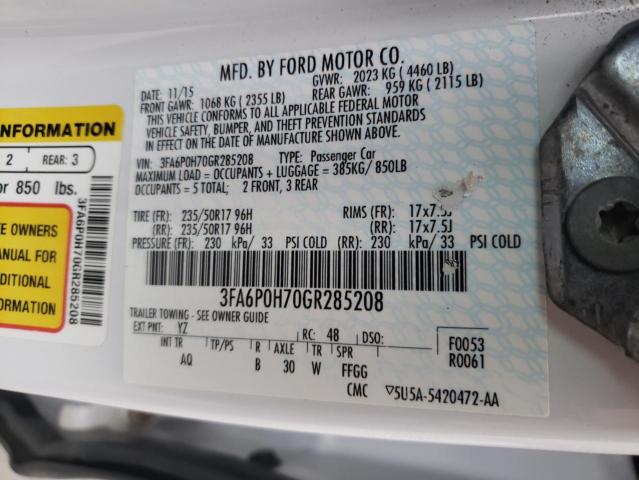 MFD. BY FORD MOTOR CO.
DATE: 11/15 GVWR: 2023 KG ( 4460 LB)
FRONT GAWR: 1068 KG ( 2355 LB) REAR GAWR: 959 KG ( 2115 LB)
THIS VEHICLE CONFORMS TO ALL APPLICABLE FEDERAL MOTOR
VEHICLE SAFETY, BUMPER, AND THEFT PREVENTION STANDARDS
IN EFFECT ON THE DATE OF MANUFACTURE SHOWN ABOVE.
VIN: 3FA6P0H70GR285208 TYPE: Passenger Car
MAXIMUM LOAD = OCCUPANTS + LUGGAGE = 385KG/ 850LB
OCCUPANTS = 5 TOTAL; 2 FRONT, 3 REAR
TIRE (FR): 235/50R17 96H RIMS (FR): 17x7.5J
(RR): 235/50R17 96H (RR): 17x7.5J
PRESSURE (FR): 230 kPa/ 33 PSI COLD (RR): 230 kPa/ 33 PSI COLD
3FA6P0H70GR285208
TRAILER TOWING - SEE OWNER GUIDE
EXT PNT: YZ RC: 48 DSO:
F0053
R0061
INT TR TP/PS R AXLE TR SPR
AQ B 30 W FFGG
CMC 5U5A-5420472-AA
INFORMATION
2 REAR: 3
or 850 lbs.
EE OWNERS
ANUAL FOR
DDITIONAL
ORMATION
3FA6P0H70GR285208